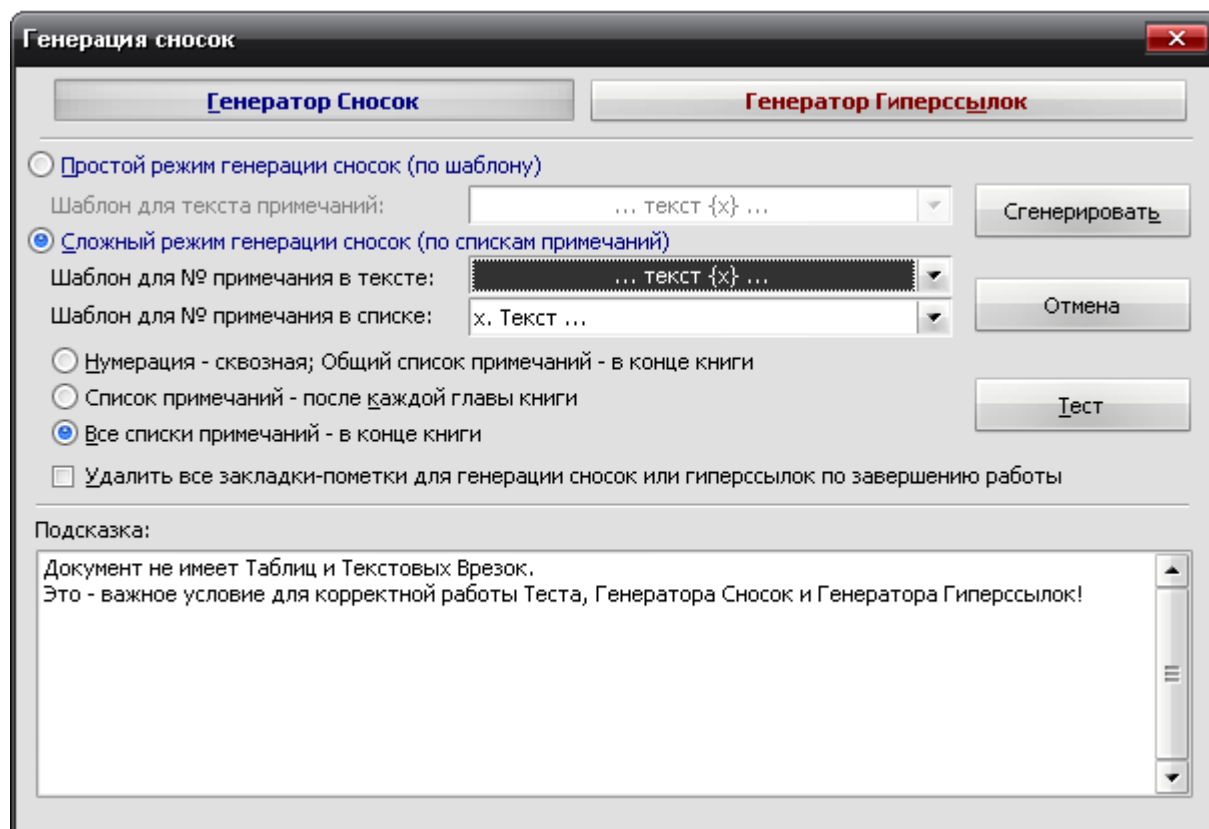 Генерация сносок
Генератор Сносок
Генератор Гиперссылок
Простой режим генерации сносок (по шаблону)
Шаблон для текста примечаний:
... текст {x} ...
Сгенерировать
Сложный режим генерации сносок (по спискам примечаний)
Шаблон для № примечания в тексте:
... текст {x} ...
Шаблон для № примечания в списке:
x. Текст ...
Отмена
Нумерация - сквозная; Общий список примечаний - в конце книги
Список примечаний - после каждой главы книги
Тест
Все списки примечаний - в конце книги
Удалить все закладки-пометки для генерации сносок или гиперссылок по завершению работы
Подсказка:
Документ не имеет Таблиц и Текстовых Врезок.
Это - важное условие для корректной работы Теста, Генератора Сносок и Генератора Гиперссылок!